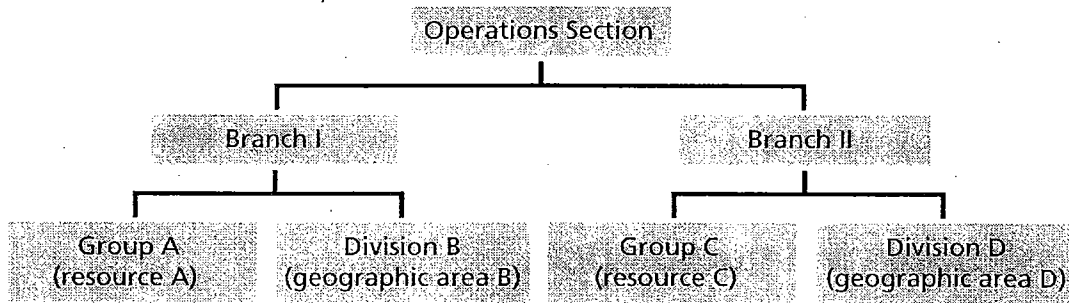 Operations Section
Branch I
Branch II
Group A
(resource A)
Division B
(geographic area B)
Group C
(resource C)
Division D
(geographic area D)